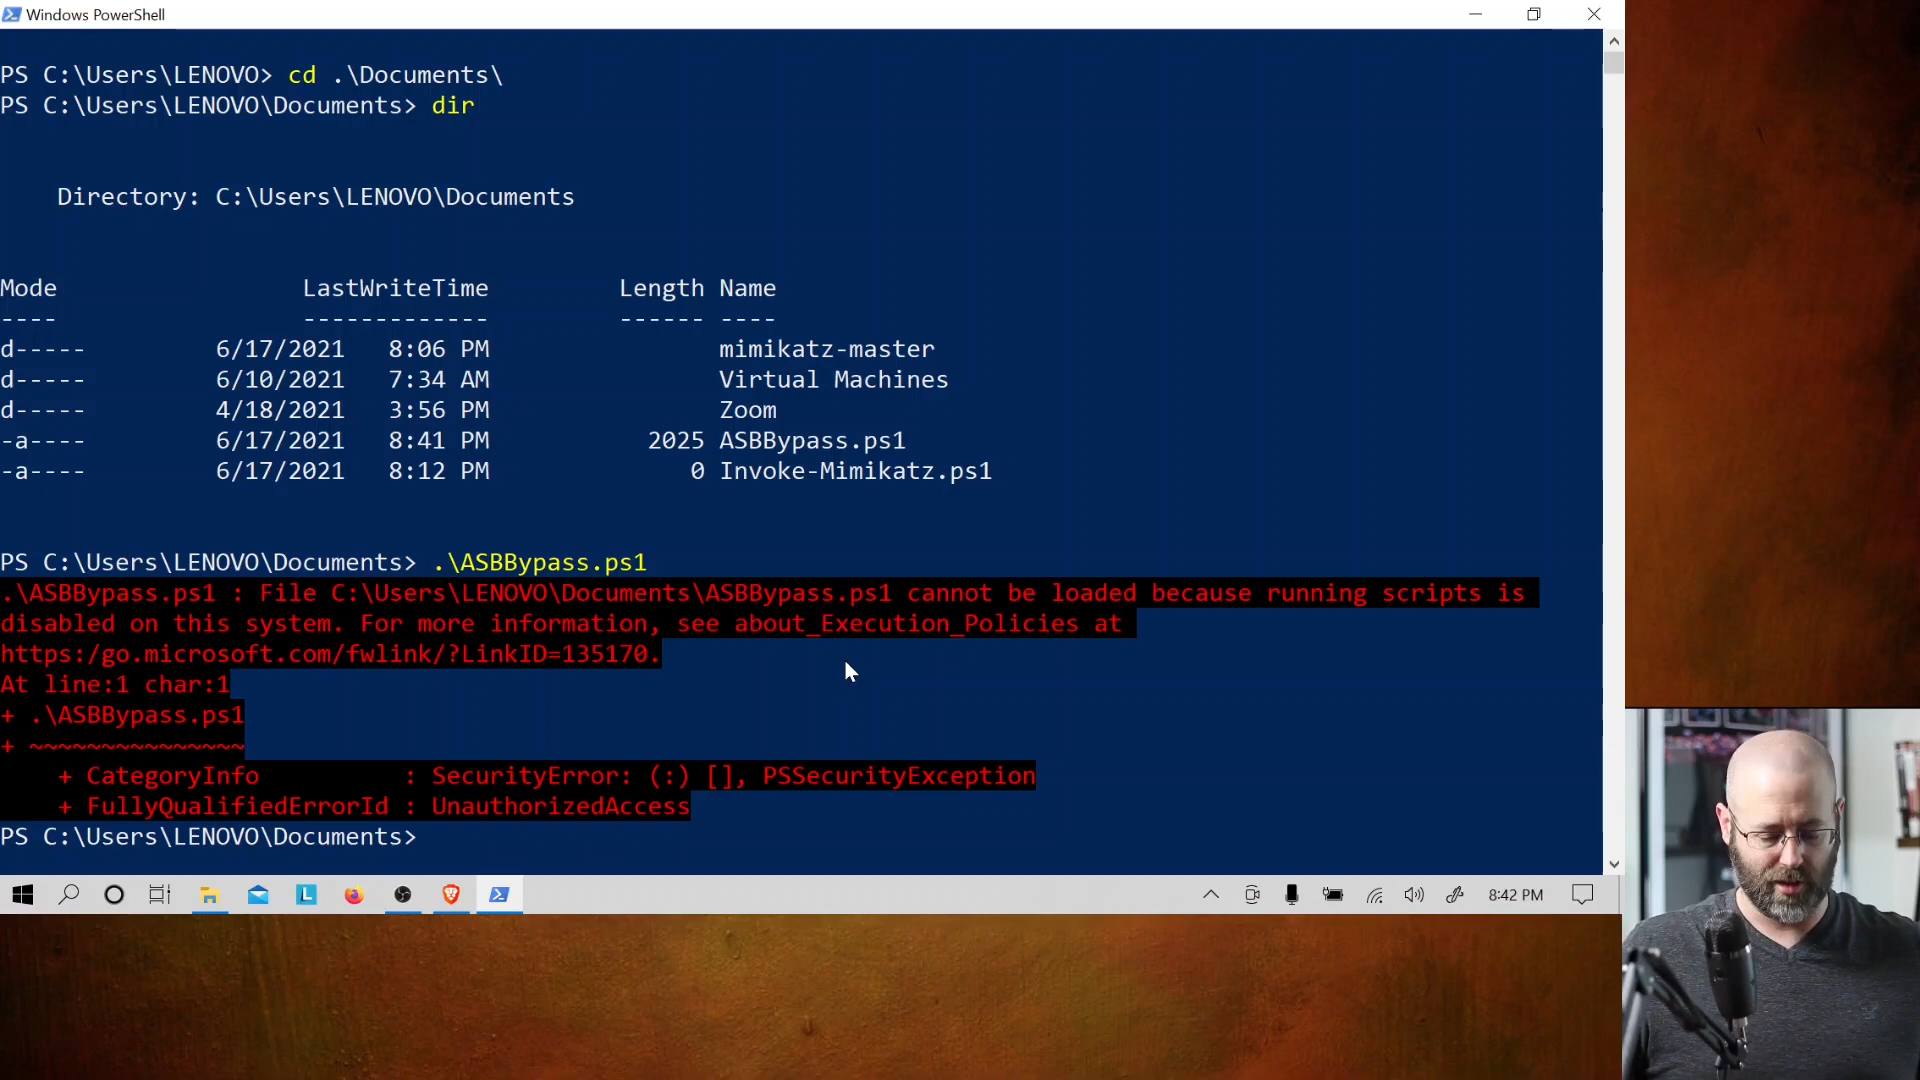 Windows PowerShell
PS C:\Users\LENOVO> cd .\Documents\
PS C:\Users\LENOVO\Documents> dir
Directory: C:\Users\LENOVO\Documents
Mode LastWriteTime Length Name
---- ------------- ------ ----
d----- 6/17/2021 8:06 PM mimikatz-master
d----- 6/10/2021 7:34 AM Virtual Machines
d----- 4/18/2021 3:56 PM Zoom
-a---- 6/17/2021 8:41 PM 2025 ASBBypass.ps1
-a---- 6/17/2021 8:12 PM 0 Invoke-Mimikatz.ps1
PS C:\Users\LENOVO\Documents> .\ASBBypass.ps1
.\ASBBypass.ps1 : File C:\Users\LENOVO\Documents\ASBBypass.ps1 cannot be loaded because running scripts is
disabled on this system. For more information, see about_Execution_Policies at
https:/go.microsoft.com/fwlink/?LinkID=135170.
At line:1 char:1
+ .\ASBBypass.ps1
+ ~~~~~~~~~~~~~~~
+ CategoryInfo : SecurityError: (:) [], PSSecurityException
+ FullyQualifiedErrorId : UnauthorizedAccess
PS C:\Users\LENOVO\Documents>
L
8:42 PM